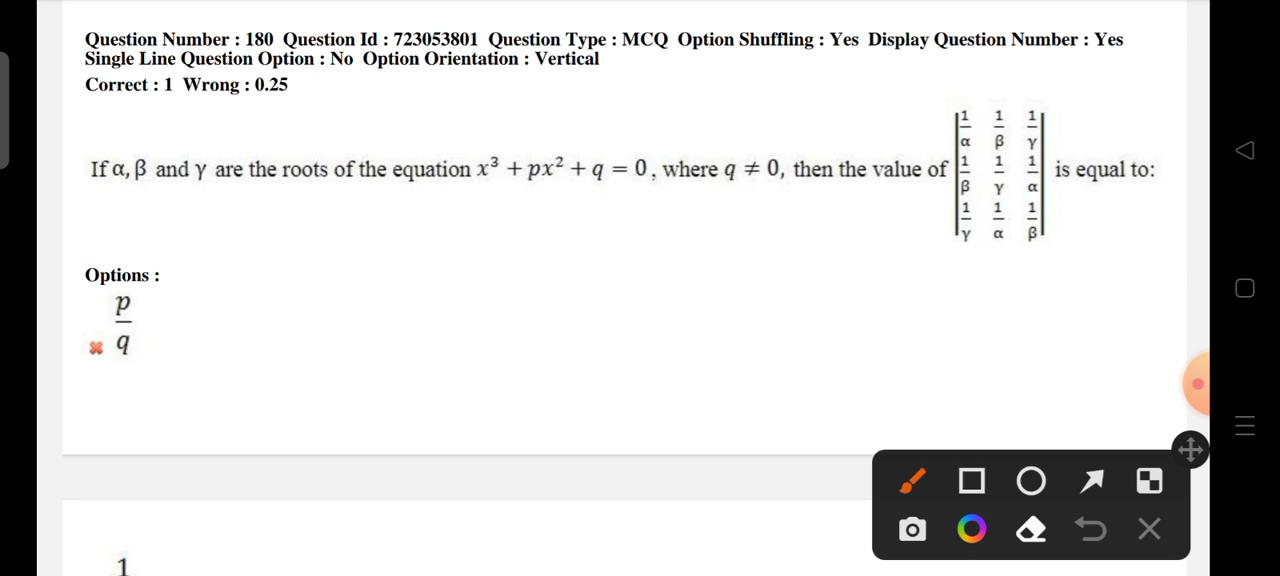 Question Number : 180 Question Id : 723053801 Question Type : MCQ Option Shuffling : Yes Display Question Number : Yes
Single Line Question Option : No Option Orientation : Vertical
Correct : 1 Wrong : 0.25
If α, β and γ are the roots of the equation x³ + px² + q = 0, where q ≠ 0, then the value of |1/α 1/β 1/γ; 1/β 1/γ 1/α; 1/γ 1/α 1/β| is equal to:
Options :
p/q
1